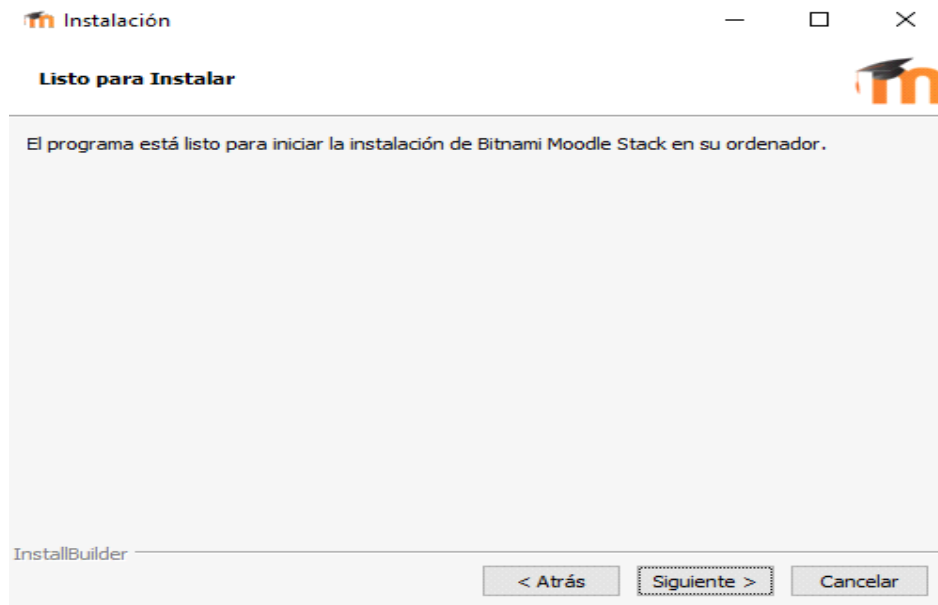 Instalación
Listo para Instalar
El programa está listo para iniciar la instalación de Bitnami Moodle Stack en su ordenador.
InstallBuilder
< Atrás
Siguiente >
Cancelar